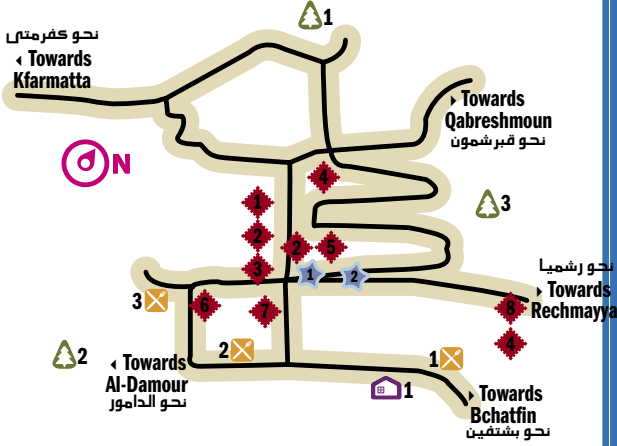 1
نحو كفرمتى
Towards
Kfarmatta
Towards
Qabreshmoun
نحو قبرشمون
N
4
1
3
2
2
5
3
1
2
نحو رشميا
Towards
Rechmayya
3
6
7
8
2
2
1
4
Towards
Al-Damour
نحو الدامور
1
Towards
Bchatfin
نحو بشتفين